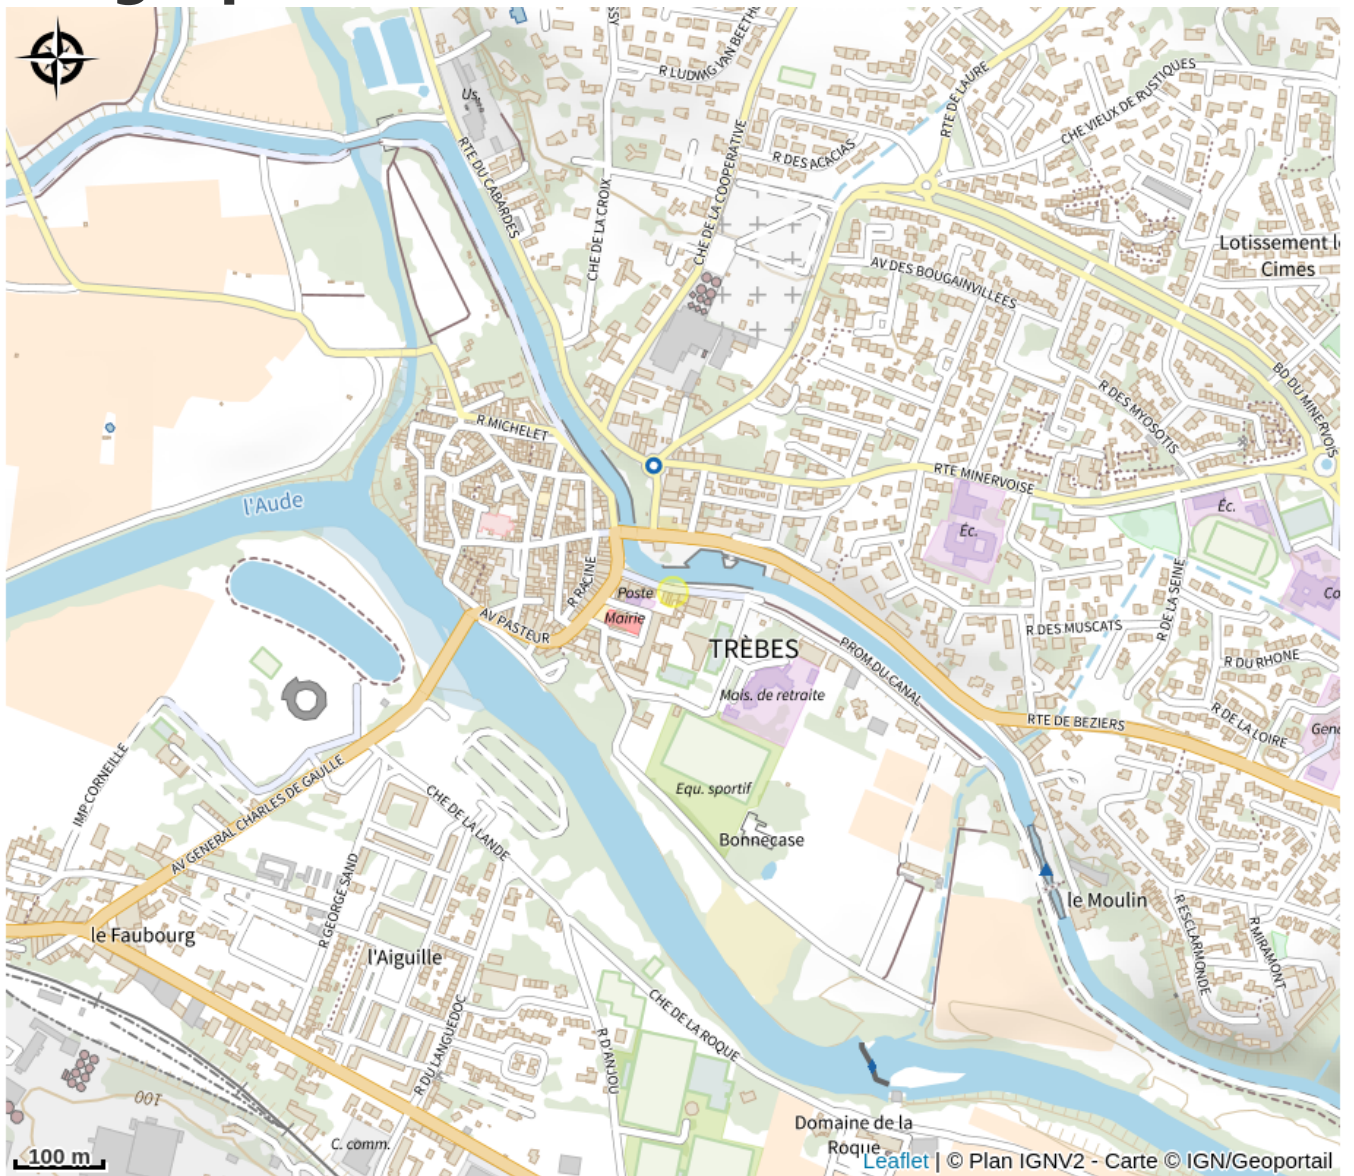 R LUDWIG VAN BEETH
Us
RTE DE LAURE
CHE VIEUX DE RUSTIQUES
RTE DU CABARDES
CHE DE LA CROIX
CHE DE LA COOPERATIVE
R DES ACACIAS
Lotissement l
Cimes
AV DES BOUGAINVILLEES
BD DU MINERVOIS
R DES MYOSOTIS
R MICHELET
RTE MINERVOISE
l'Aude
Éc.
Éc.
R RACINE
Poste
Mairie
AV PASTEUR
TRÈBES
PROM DU CANAL
R DES MUSCATS
R DE LA SEINE
Co
R DU RHONE
Mais. de retraite
R DE LA LOIRE
RTE DE BEZIERS
Gend
IMP CORNEILLE
AV GENERAL CHARLES DE GAULLE
Equ. sportif
CHE DE LA LANDE
Bonnecase
R GEORGE SAND
le Moulin
le Faubourg
l'Aiguille
R ESCLARMONDE
R MIRAMONT
R DU LANGUEDOC
CHE DE LA ROQUE
R D'ANJOU
100
C. comm.
Domaine de la
Roque
100 m
Leaflet | © Plan IGNV2 - Carte © IGN/Geoportail